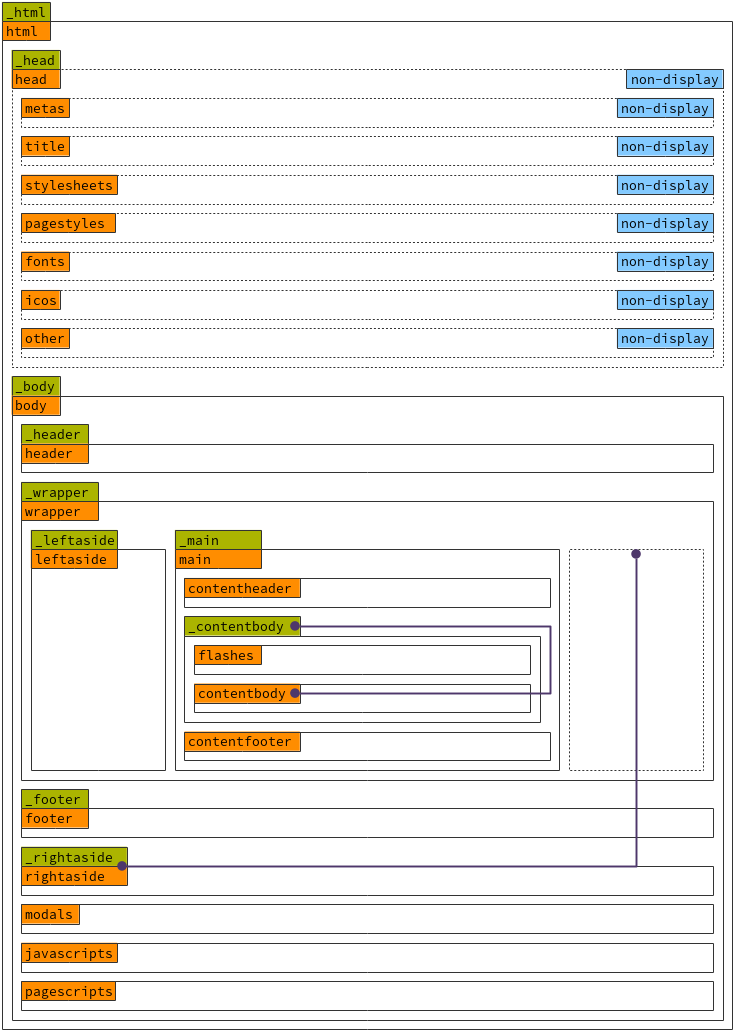 _html
html
_head
head non-display
metas non-display
title non-display
stylesheets non-display
pagestyles non-display
fonts non-display
icos non-display
other non-display
_body
body
_header
header
_wrapper
wrapper
_leftaside _main
leftaside main
contentheader
_contentbody
flashes
contentbody
contentfooter
_footer
footer
_rightaside
rightaside
modals
javascripts
pagescripts